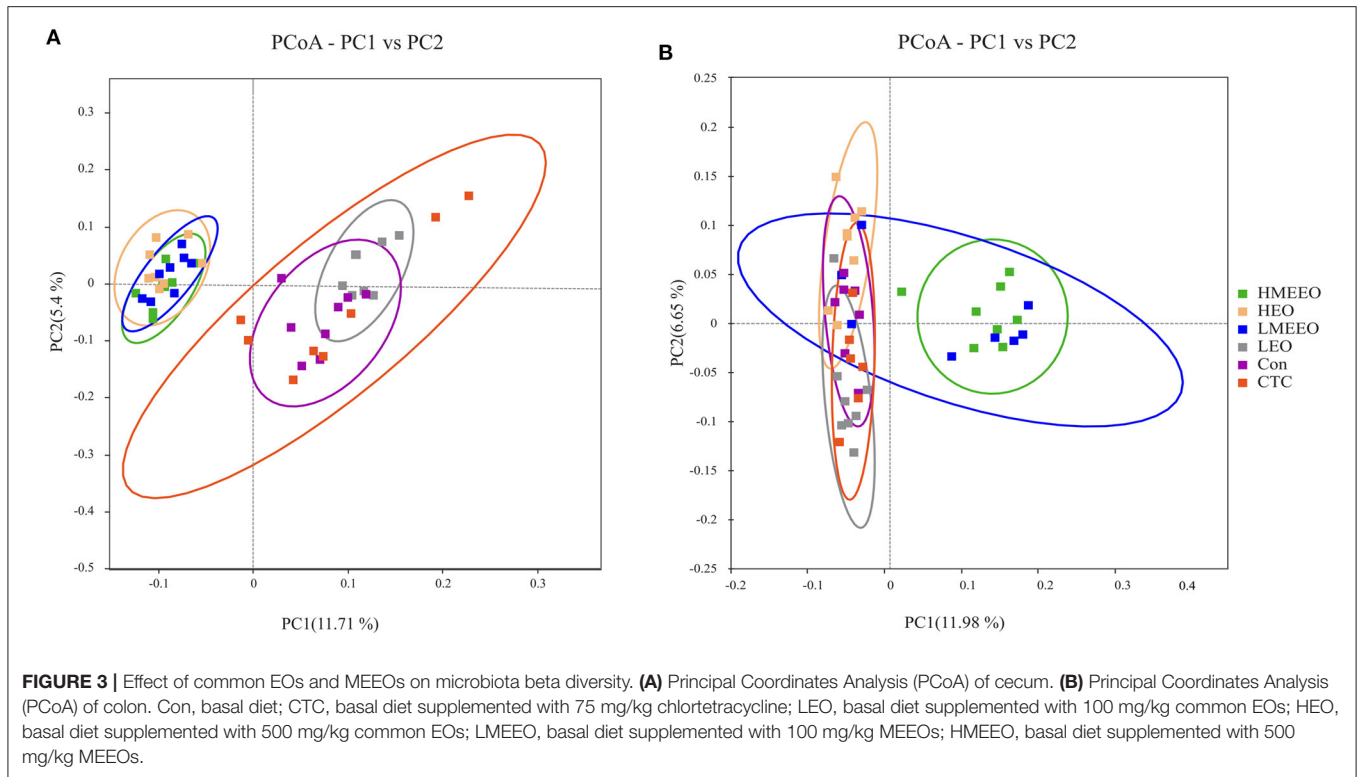 A
PCoA - PC1 vs PC2
0.3
0.2
0.1
0
-0.1
-0.2
-0.3
-0.4
-0.5
PC2(5.4 %)
-0.1
0
0.1
0.2
0.3
PC1(11.71 %)
B
PCoA - PC1 vs PC2
0.25
0.2
0.15
0.1
0.05
0
-0.05
-0.1
-0.15
-0.2
-0.25
PC2(6.65 %)
-0.2
-0.1
0
0.1
0.2
0.3
0.4
PC1(11.98 %)
HMEEO
HEO
LMEEO
LEO
Con
CTC
FIGURE 3 | Effect of common EOs and MEEOs on microbiota beta diversity. (A) Principal Coordinates Analysis (PCoA) of cecum. (B) Principal Coordinates Analysis
(PCoA) of colon. Con, basal diet; CTC, basal diet supplemented with 75 mg/kg chlortetracycline; LEO, basal diet supplemented with 100 mg/kg common EOs; HEO,
basal diet supplemented with 500 mg/kg common EOs; LMEEO, basal diet supplemented with 100 mg/kg MEEOs; HMEEO, basal diet supplemented with 500
mg/kg MEEOs.